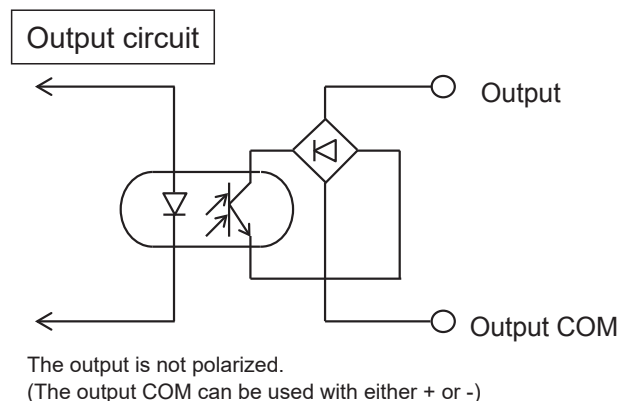 Output circuit
Output
Output COM
The output is not polarized.
(The output COM can be used with either + or -)